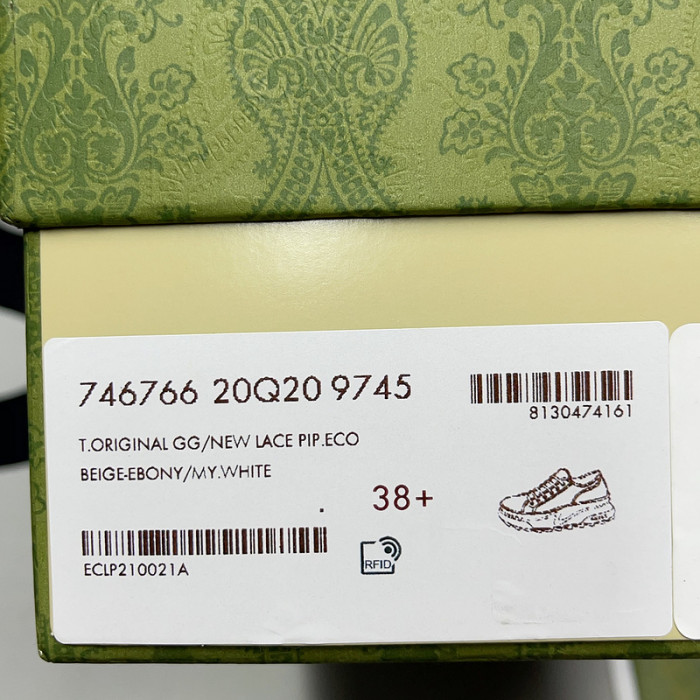 746766 20Q20 9745
8130474161
T.ORIGINAL GG/NEW LACE PIP.ECO
BEIGE-EBONY/MY.WHITE
38+
ECLP210021A
RFID